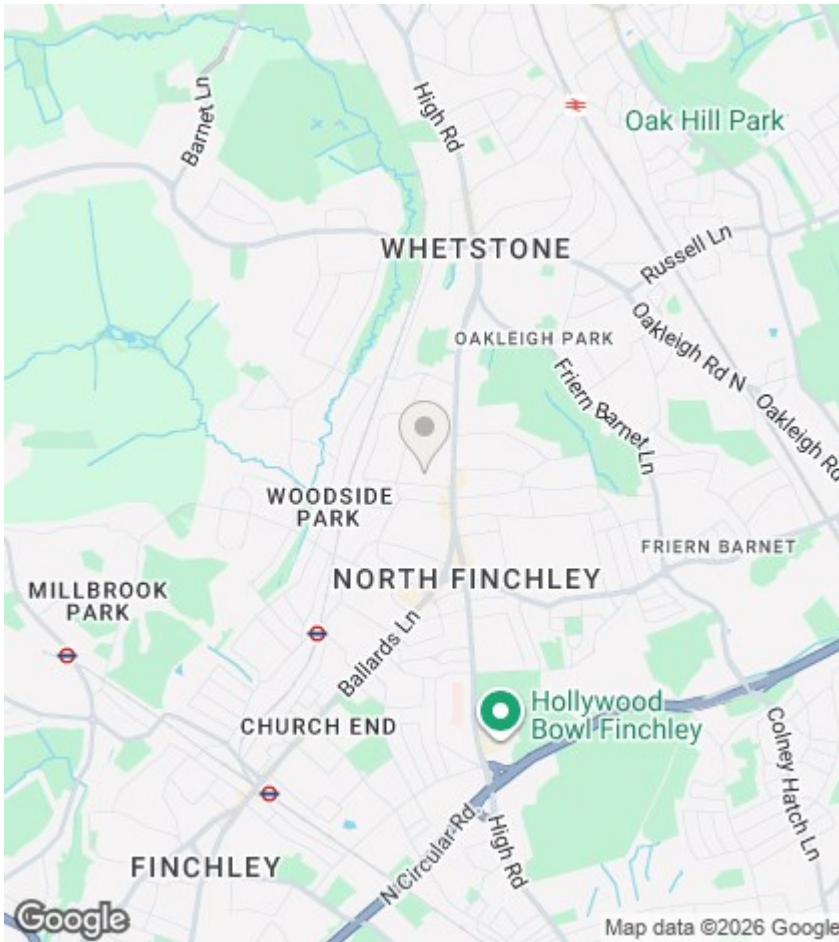 Barnet Ln
High Rd
Oak Hill Park
WHETSTONE
Russell Ln
OAKLEIGH PARK
Oakleigh Rd N
Friern Barnet Ln
Oakleigh Rd
WOODSIDE
PARK
FRIERN BARNET
NORTH FINCHLEY
MILLBROOK
PARK
Ballards Ln
Hollywood
Bowl Finchley
CHURCH END
Colney Hatch Ln
N Circular Rd
High Rd
FINCHLEY
Google
Map data ©2026 Google